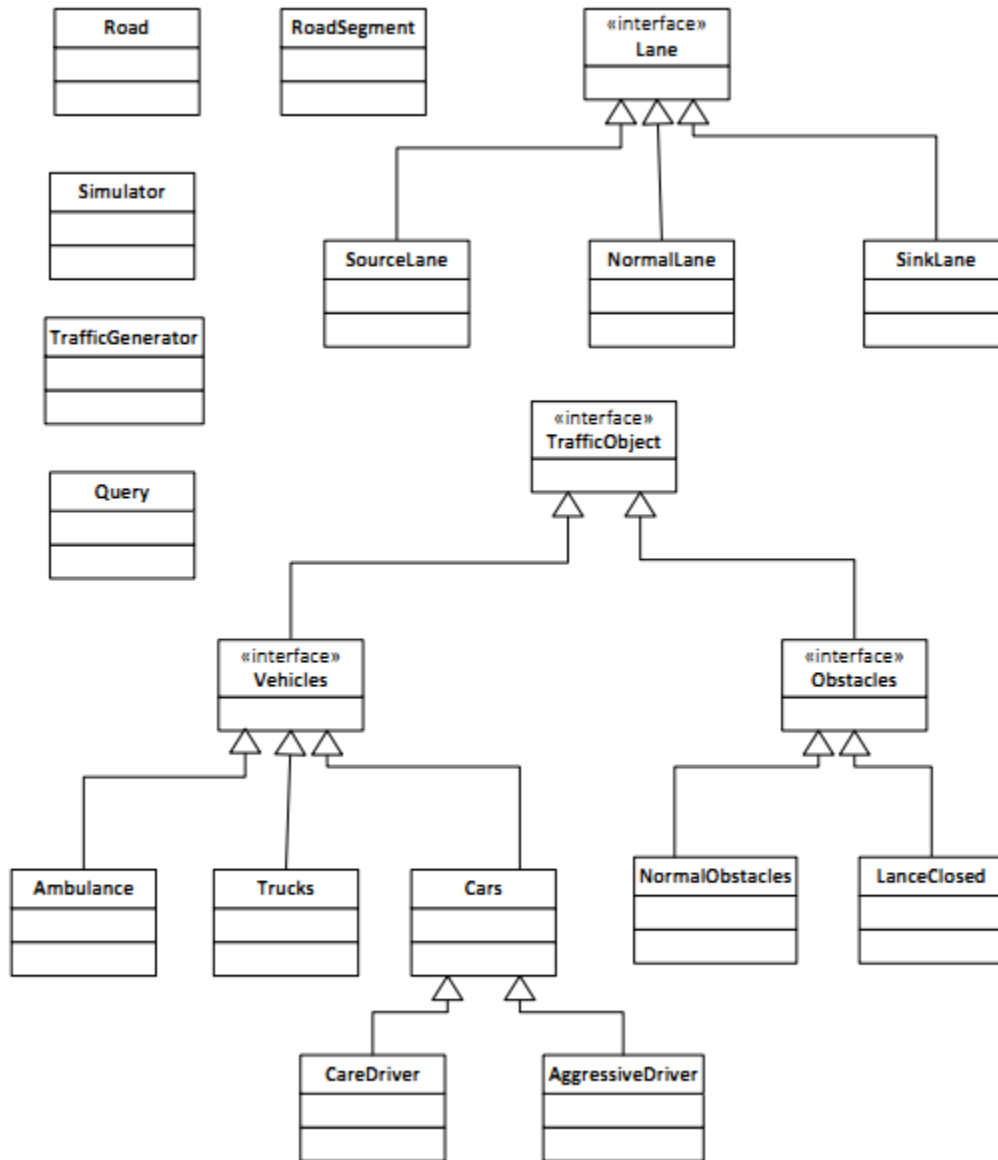 Road
RoadSegment
«interface»
Lane
Simulator
SourceLane
NormalLane
SinkLane
TrafficGenerator
«interface»
TrafficObject
Query
«interface»
Vehicles
«interface»
Obstacles
Ambulance
Trucks
Cars
NormalObstacles
LanceClosed
CareDriver
AggressiveDriver